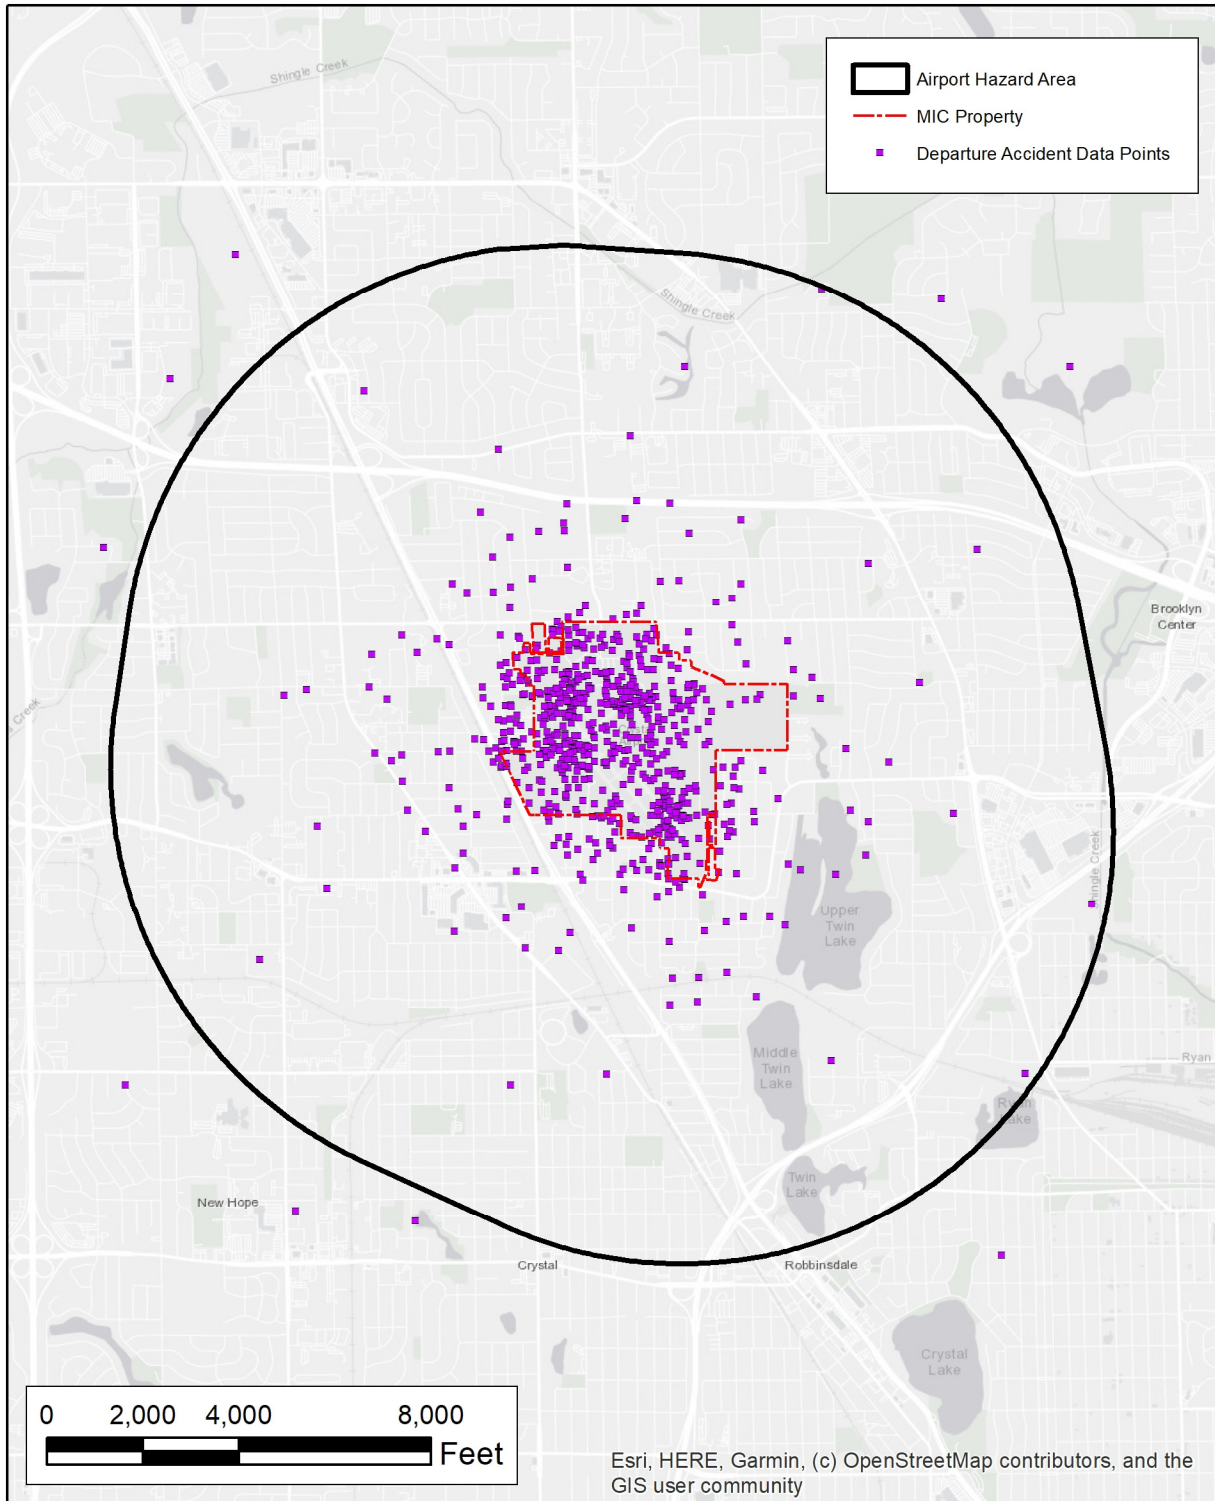 Shingle Creek
Airport Hazard Area
MIC Property
Departure Accident Data Points
Shingle Creek
Brooklyn
Center
Creek
Shingle Creek
Upper
Twin
Lake
Middle
Twin
Lake
Ryan
Ryan
Lake
Twin
Lake
New Hope
Crystal
Robbinsdale
Crystal
Lake
0 2,000 4,000 8,000
Feet
Esri, HERE, Garmin, (c) OpenStreetMap contributors, and the
GIS user community